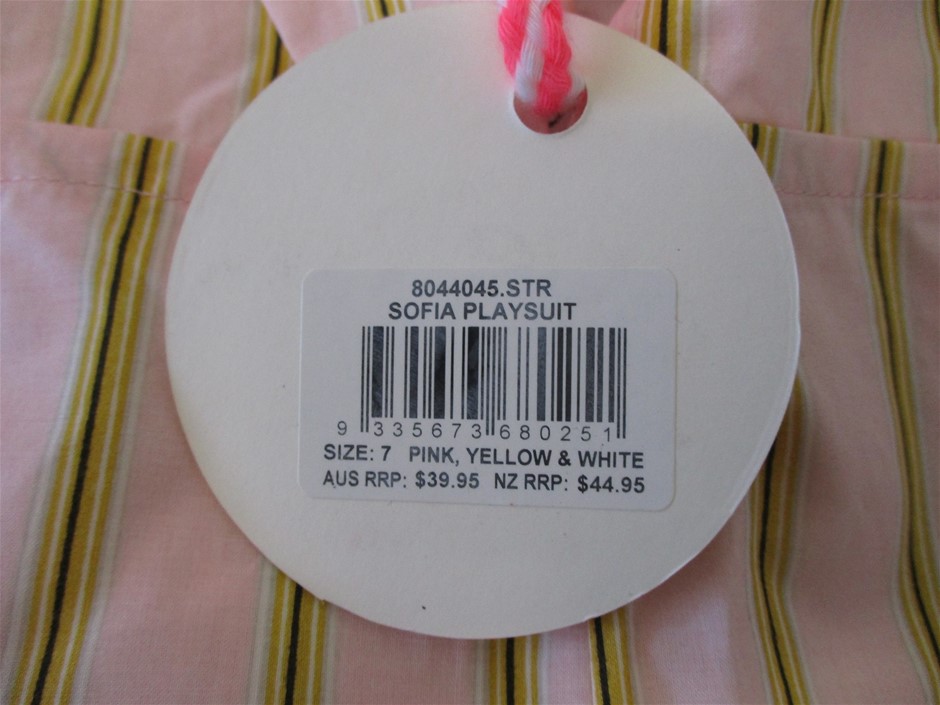 8044045.STR
SOFIA PLAYSUIT
9 335673 680251
SIZE: 7 PINK, YELLOW & WHITE
AUS RRP: $39.95 NZ RRP: $44.95